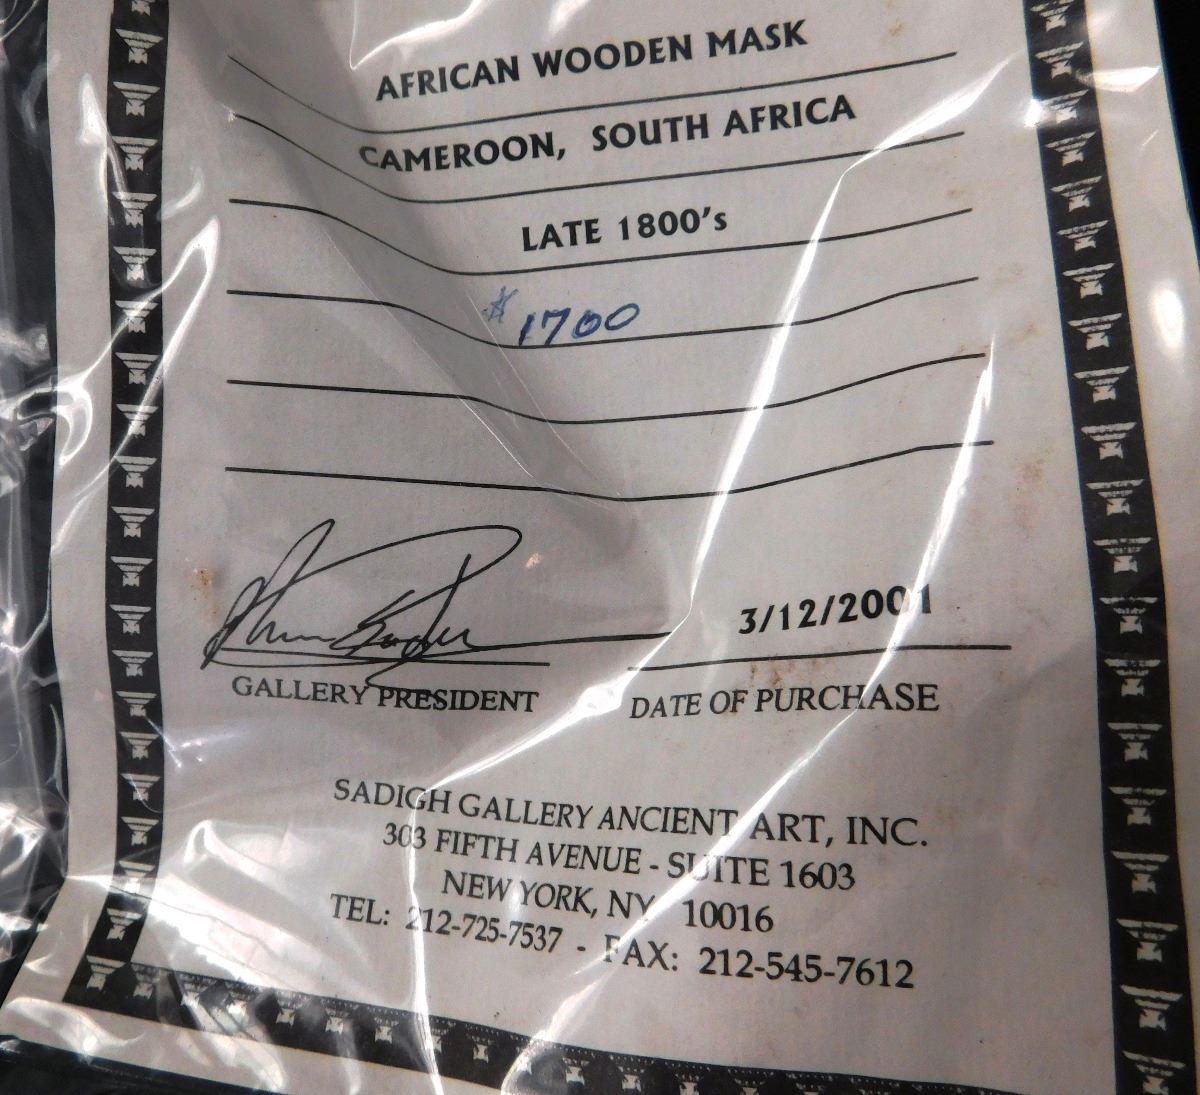 AFRICAN WOODEN MASK
CAMEROON, SOUTH AFRICA
LATE 1800's
$1700
3/12/2001
GALLERY PRESIDENT
DATE OF PURCHASE
SADIGH GALLERY ANCIENT ART, INC.
303 FIFTH AVENUE - SUITE 1603
NEW YORK, NY 10016
TEL: 212-725-7537 - FAX: 212-545-7612